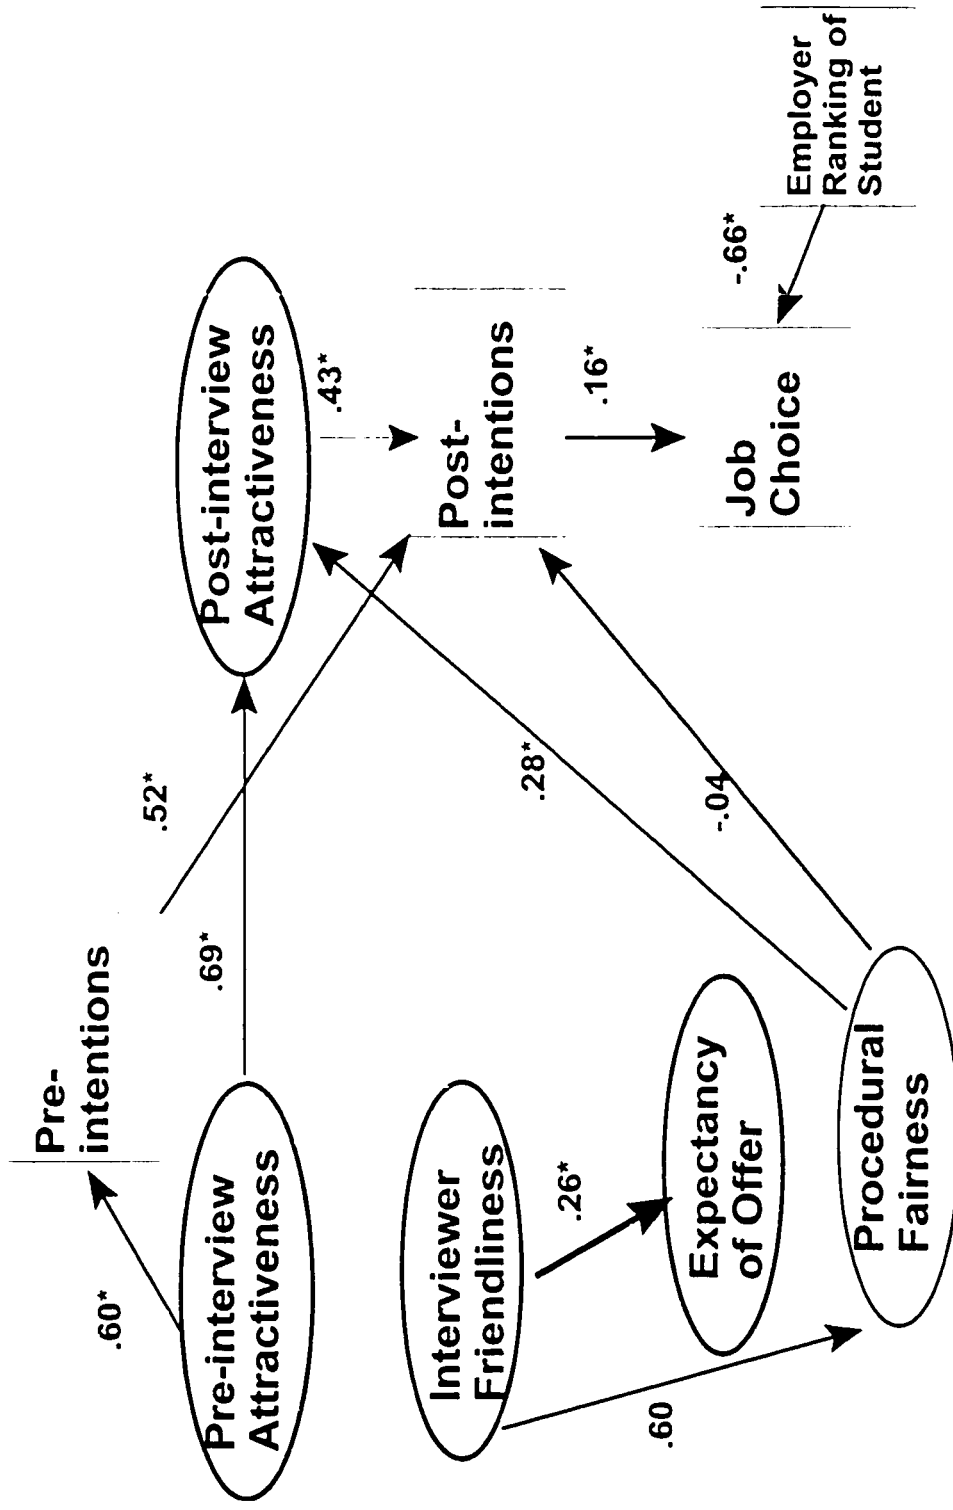 Pre-
intentions
.60*
.52*
Pre-interview
Attractiveness
.69*
Post-interview
Attractiveness
.43*
Interviewer
Friendliness
.26*
.28*
Post-
intentions
.16*
Expectancy
of Offer
-.04
Job
Choice
-.66*
.60
Procedural
Fairness
Employer
Ranking of
Student